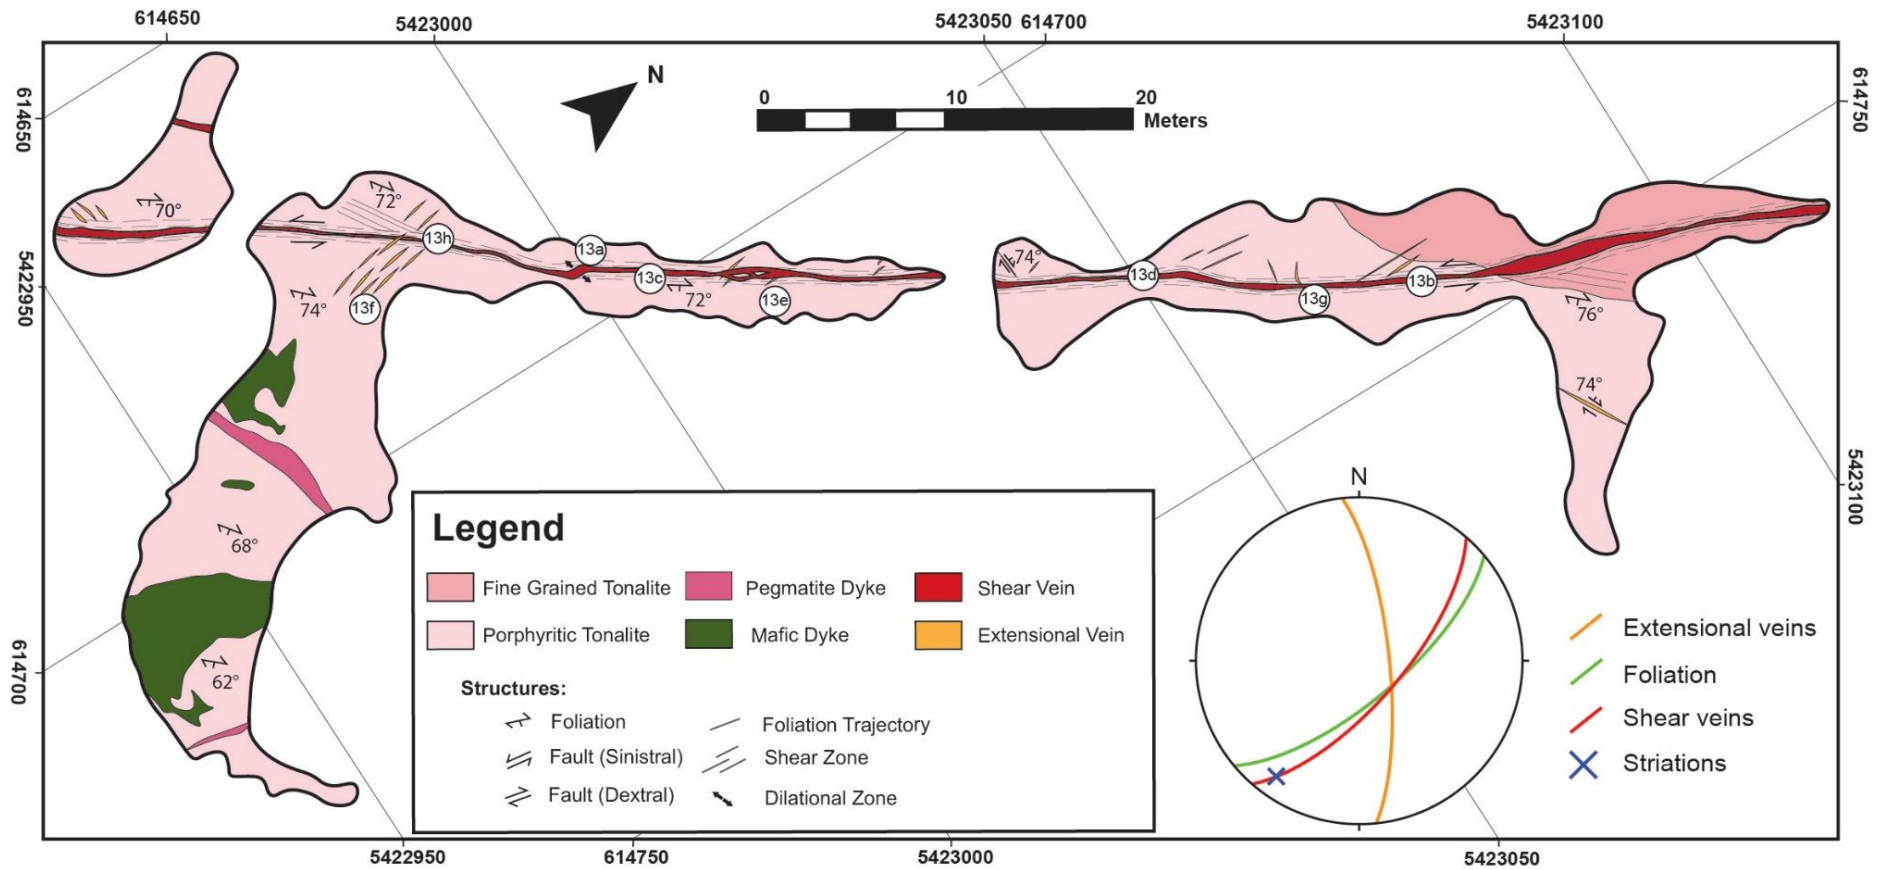 614650
5423000
5423050 614700
5423100
614650
5422950
614700
614750
5423100
N
0 10 20
Meters
70°
72°
13h
13a
13c
74°
13f
72°
13e
74°
13d
13g
13b
76°
74°
68°
62°
Legend
Fine Grained Tonalite
Pegmatite Dyke
Shear Vein
Porphyritic Tonalite
Mafic Dyke
Extensional Vein
Structures:
Foliation
Foliation Trajectory
Fault (Sinistral)
Shear Zone
Fault (Dextral)
Dilational Zone
N
Extensional veins
Foliation
Shear veins
Striations
5422950
614750
5423000
5423050